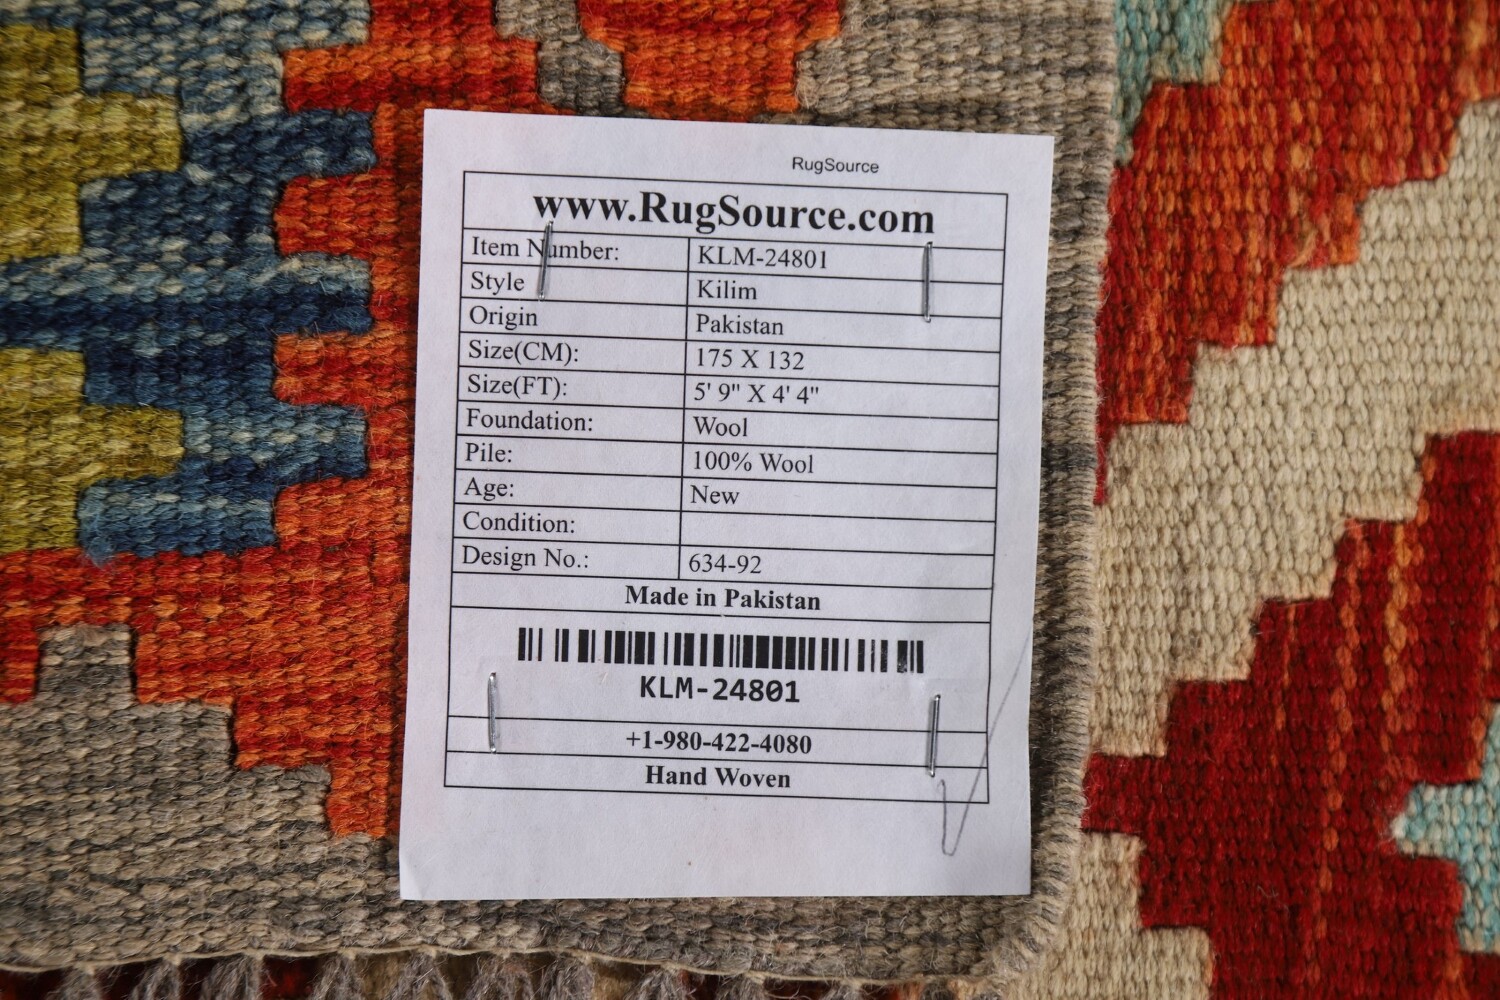 RugSource
www.RugSource.com
Item Number: KLM-24801
Style Kilim
Origin Pakistan
Size(CM): 175 X 132
Size(FT): 5' 9" X 4' 4"
Foundation: Wool
Pile: 100% Wool
Age: New
Condition:
Design No.: 634-92
Made in Pakistan
KLM-24801
+1-980-422-4080
Hand Woven